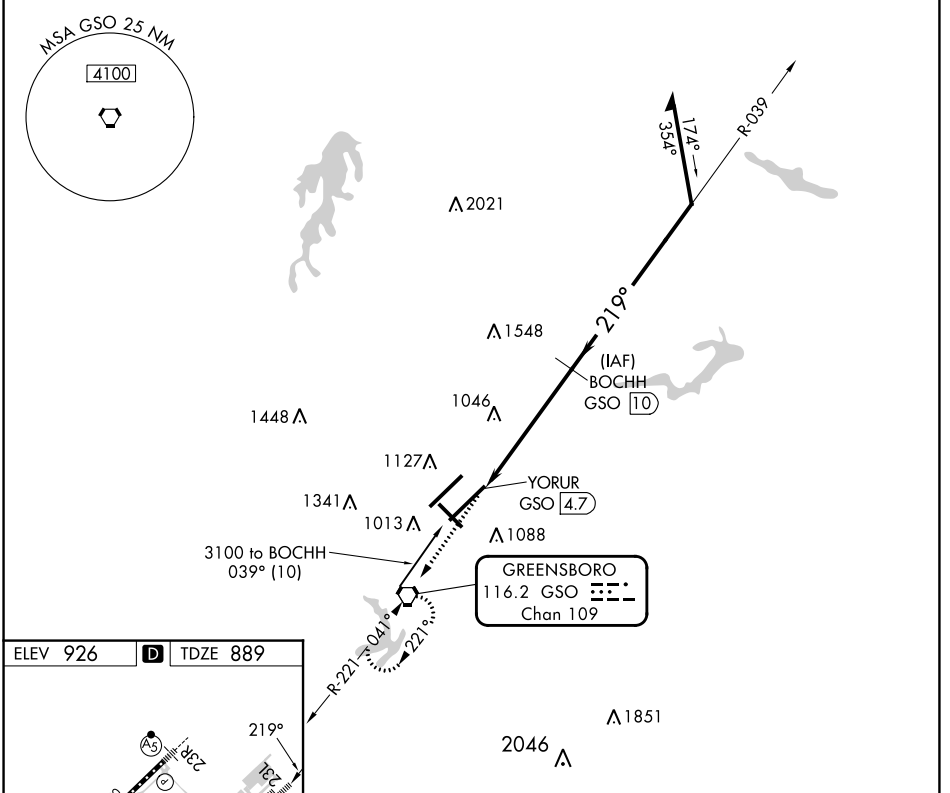 MSA GSO 25 NM
4100
R-039
174°
354°
2021
219°
1548
(IAF)
BOCHH
GSO 10
1046
1448
1127
YORUR
GSO 4.7
1341
1013
1088
3100 to BOCHH
039° (10)
GREENSBORO
116.2 GSO
Chan 109
R-221
041°
221°
ELEV 926
D
TDZE 889
1851
2046
219°
A5
23R
P
23L